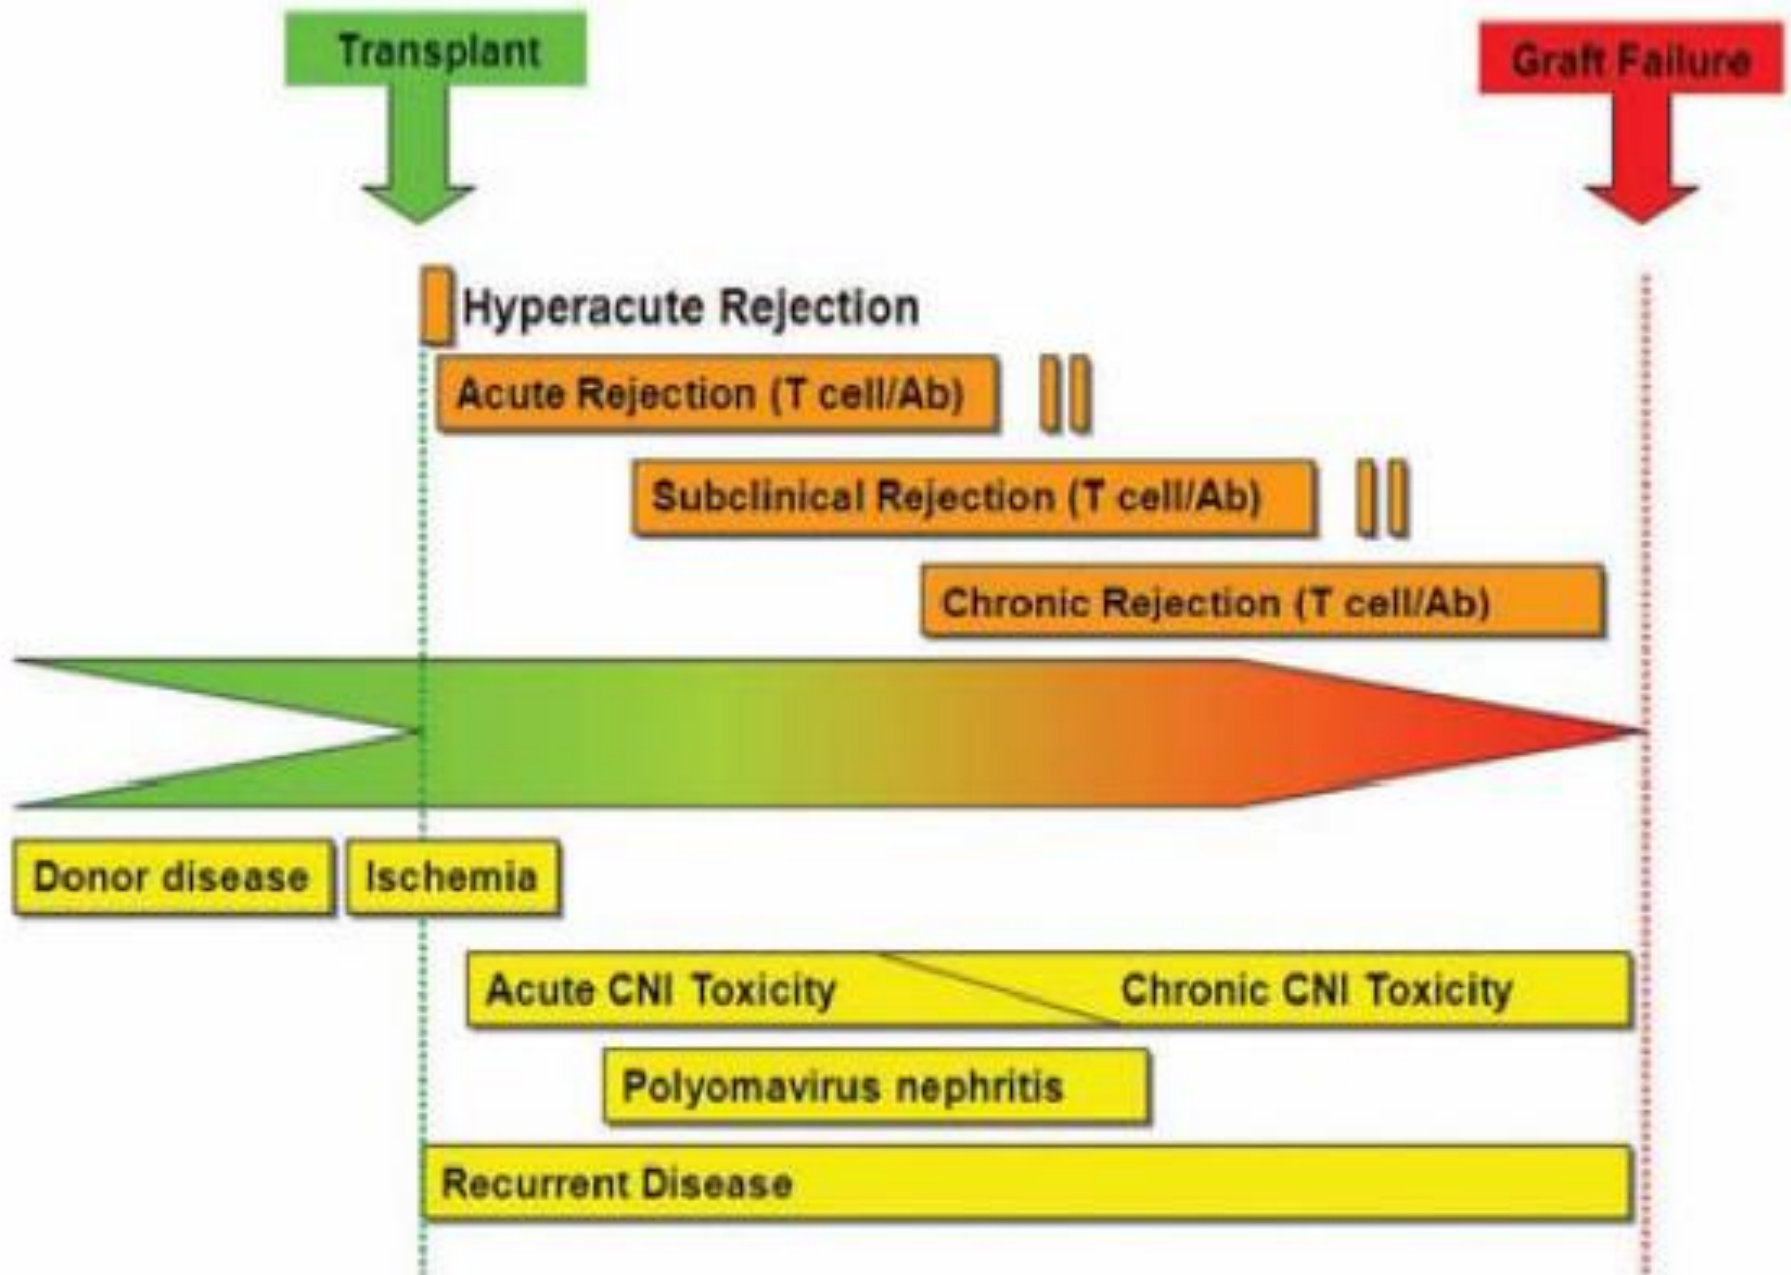 Transplant
Graft Failure
Hyperacute Rejection
Acute Rejection (T cell/Ab)
Subclinical Rejection (T cell/Ab)
Chronic Rejection (T cell/Ab)
Donor disease
Ischemia
Acute CNI Toxicity
Chronic CNI Toxicity
Polyomavirus nephritis
Recurrent Disease